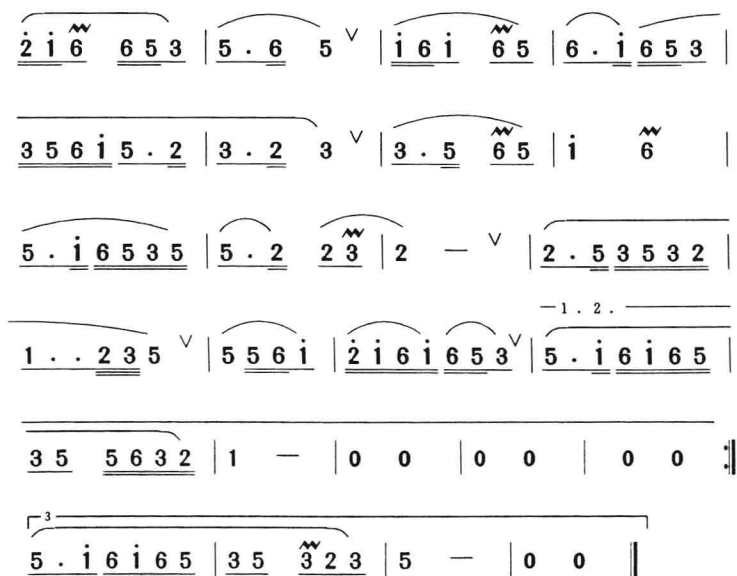 2̇ 1̇ 6 6 5 3 | 5 · 6 5 ∨ | 1̇ 6 1̇ 6 5 | 6 · 1̇ 6 5 3 |
3 5 6 1̇ 5 · 2 | 3 · 2 3 ∨ | 3 · 5 6 5 | 1̇ 6 |
5 · 1̇ 6 5 3 5 | 5 · 2 2 3 | 2 — ∨ | 2 · 5 3 5 3 2 |
1 · · 2 3 5 ∨ | 5 5 6 1̇ | 2̇ 1̇ 6 1̇ 6 5 3 ∨ | 1 . 2 . 5 · 1̇ 6 1̇ 6 5 |
3 5 5 6 3 2 | 1 — | 0 0 | 0 0 | 0 0 :‖
3 5 · 1̇ 6 1̇ 6 5 | 3 5 3 2 3 | 5 — | 0 0 ‖